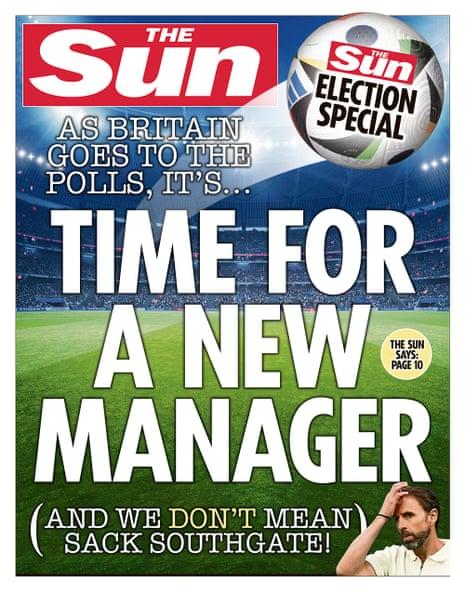 THE
Sun
THE
Sun
ELECTION
SPECIAL
AS BRITAIN
GOES TO THE
POLLS, IT'S...
TIME FOR
A NEW
MANAGER
THE SUN
SAYS:
PAGE 10
(AND WE DON'T MEAN
SACK SOUTHGATE!)